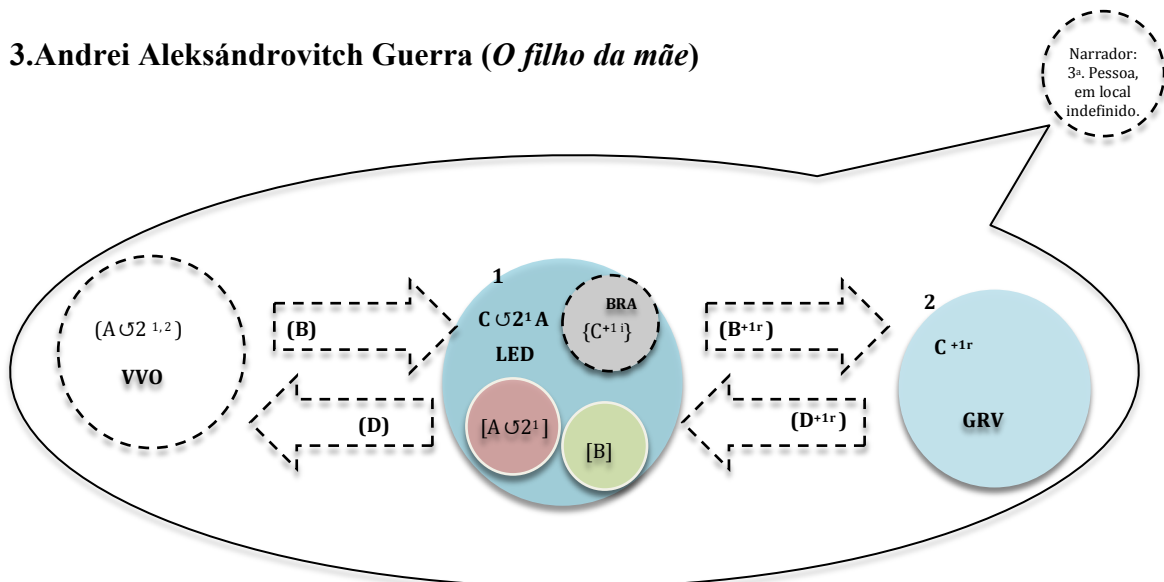 3.Andrei Aleksándrovitch Guerra (O filho da mãe)
Narrador:
3ª. Pessoa,
em local
indefinido.
(A ↺2 ¹,²)
VVO
(B)
(D)
1
C ↺2¹ A
LED
BRA
{C⁺¹ ⁱ}
[A ↺2¹]
[B]
(B⁺¹ʳ)
(D⁺¹ʳ)
2
C ⁺¹ʳ
GRV